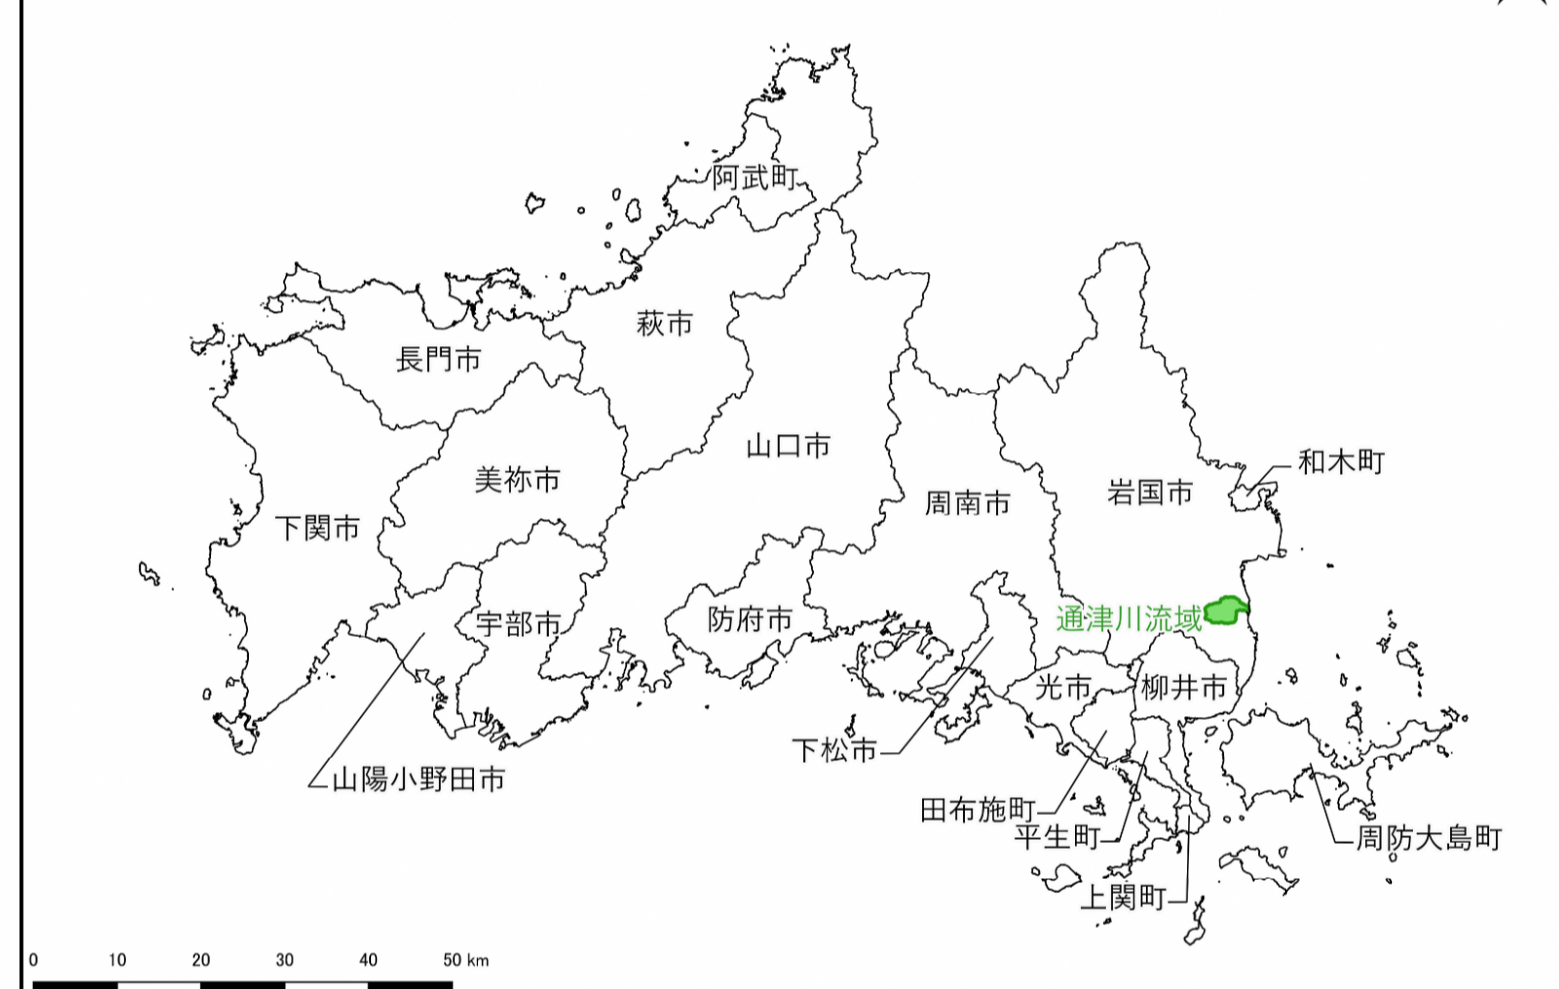 阿武町
萩市
長門市
山口市
和木町
美祢市
岩国市
周南市
下関市
通津川流域
防府市
宇部市
光市
柳井市
下松市
山陽小野田市
田布施町
平生町
周防大島町
上関町
0 10 20 30 40 50 km